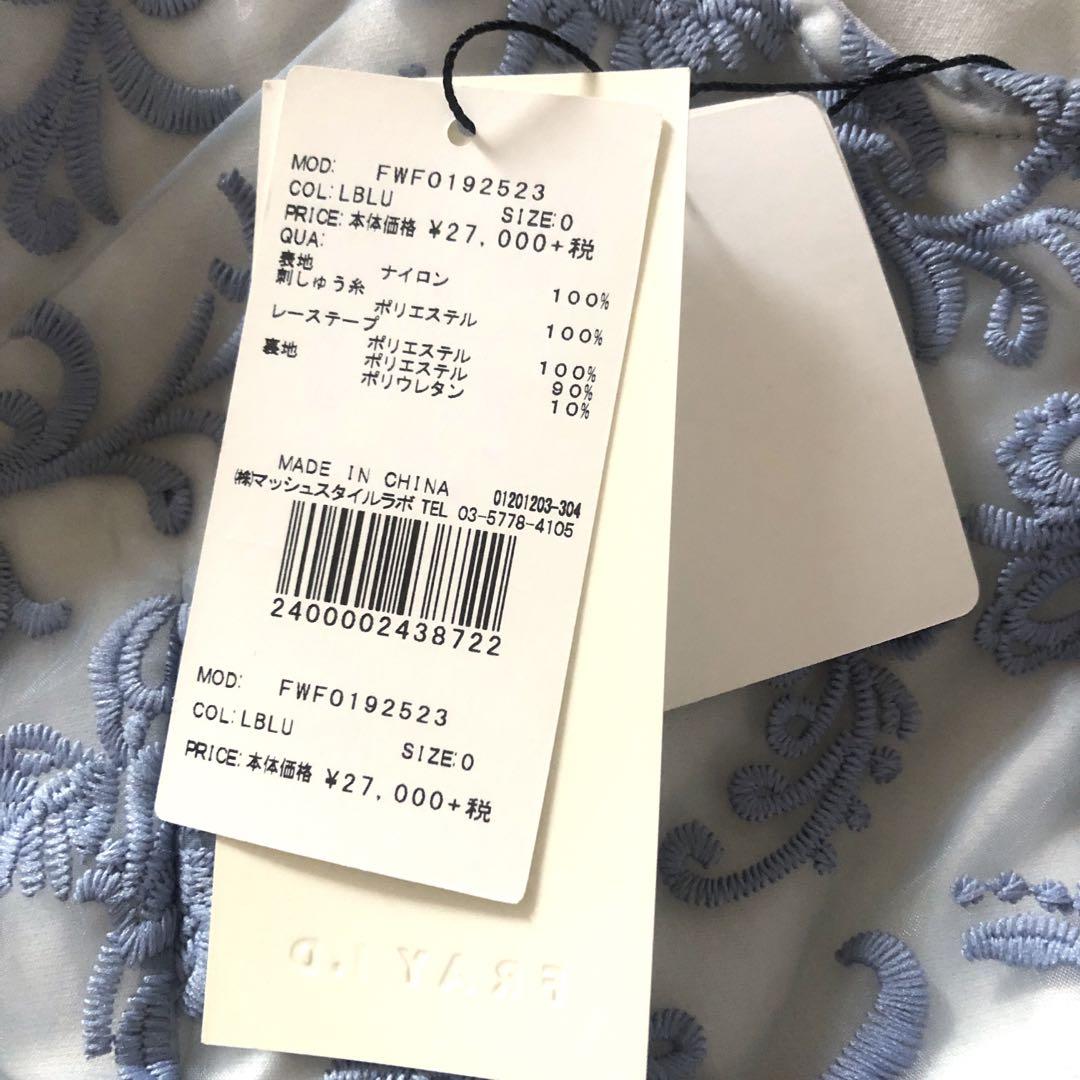 MOD: FWF0192523
COL:LBLU SIZE:0
PRICE:本体価格 ¥27,000+税
QUA:
表地 ナイロン 100%
刺しゅう糸 ポリエステル 100%
レーステープ ポリエステル 100%
裏地 ポリエステル 90%
ポリウレタン 10%
MADE IN CHINA 01201203-304
(株)マッシュスタイルラボ TEL 03-5778-4105
2400002438722
MOD: FWF0192523
COL:LBLU SIZE:0
PRICE:本体価格 ¥27,000+税
FRAY I.D